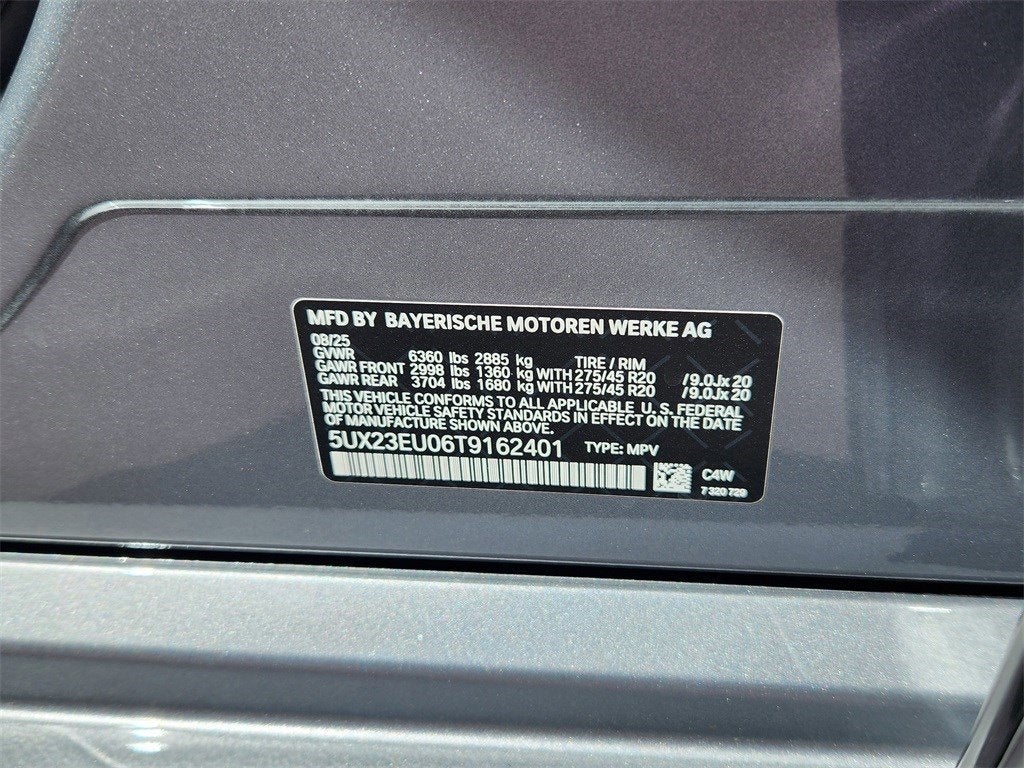 MFD BY BAYERISCHE MOTOREN WERKE AG
08/25
GVWR 6360 lbs 2885 kg TIRE / RIM
GAWR FRONT 2998 lbs 1360 kg WITH 275/45 R20 /9.0Jx20
GAWR REAR 3704 lbs 1680 kg WITH 275/45 R20 /9.0Jx20
THIS VEHICLE CONFORMS TO ALL APPLICABLE U. S. FEDERAL
MOTOR VEHICLE SAFETY STANDARDS IN EFFECT ON THE DATE
OF MANUFACTURE SHOWN ABOVE.
5UX23EU06T9162401 TYPE: MPV
C4W
7 320 729